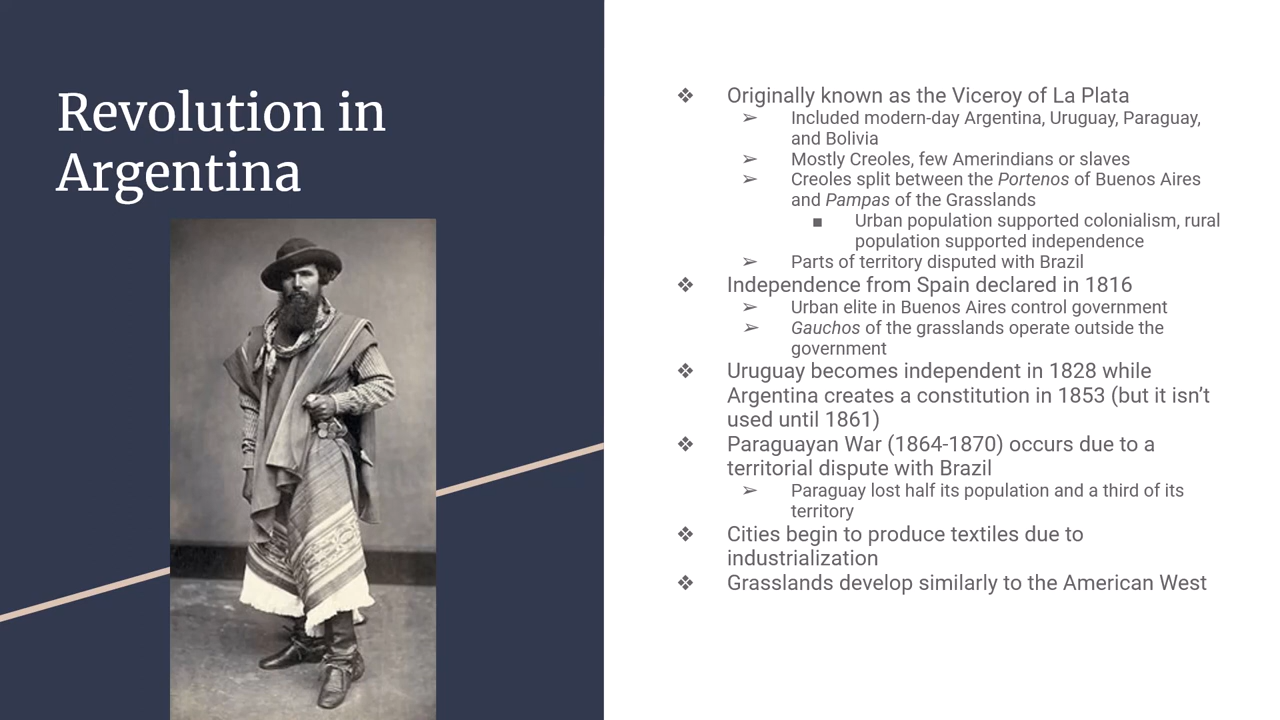 Revolution in
Argentina
❖ Originally known as the Viceroy of La Plata
➢ Included modern-day Argentina, Uruguay, Paraguay,
and Bolivia
➢ Mostly Creoles, few Amerindians or slaves
➢ Creoles split between the Portenos of Buenos Aires
and Pampas of the Grasslands
■ Urban population supported colonialism, rural
population supported independence
➢ Parts of territory disputed with Brazil
❖ Independence from Spain declared in 1816
➢ Urban elite in Buenos Aires control government
➢ Gauchos of the grasslands operate outside the
government
❖ Uruguay becomes independent in 1828 while
Argentina creates a constitution in 1853 (but it isn’t
used until 1861)
❖ Paraguayan War (1864-1870) occurs due to a
territorial dispute with Brazil
➢ Paraguay lost half its population and a third of its
territory
❖ Cities begin to produce textiles due to
industrialization
❖ Grasslands develop similarly to the American West